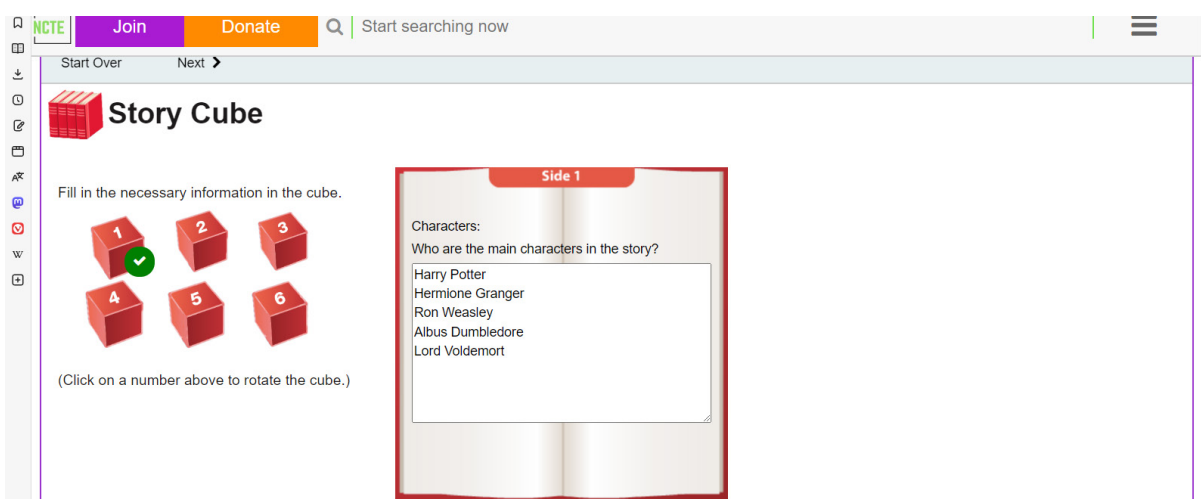 NCTE
Join
Donate
Start searching now
Start Over
Next
Story Cube
Fill in the necessary information in the cube.
1
2
3
4
5
6
(Click on a number above to rotate the cube.)
Side 1
Characters:
Who are the main characters in the story?
Harry Potter
Hermione Granger
Ron Weasley
Albus Dumbledore
Lord Voldemort